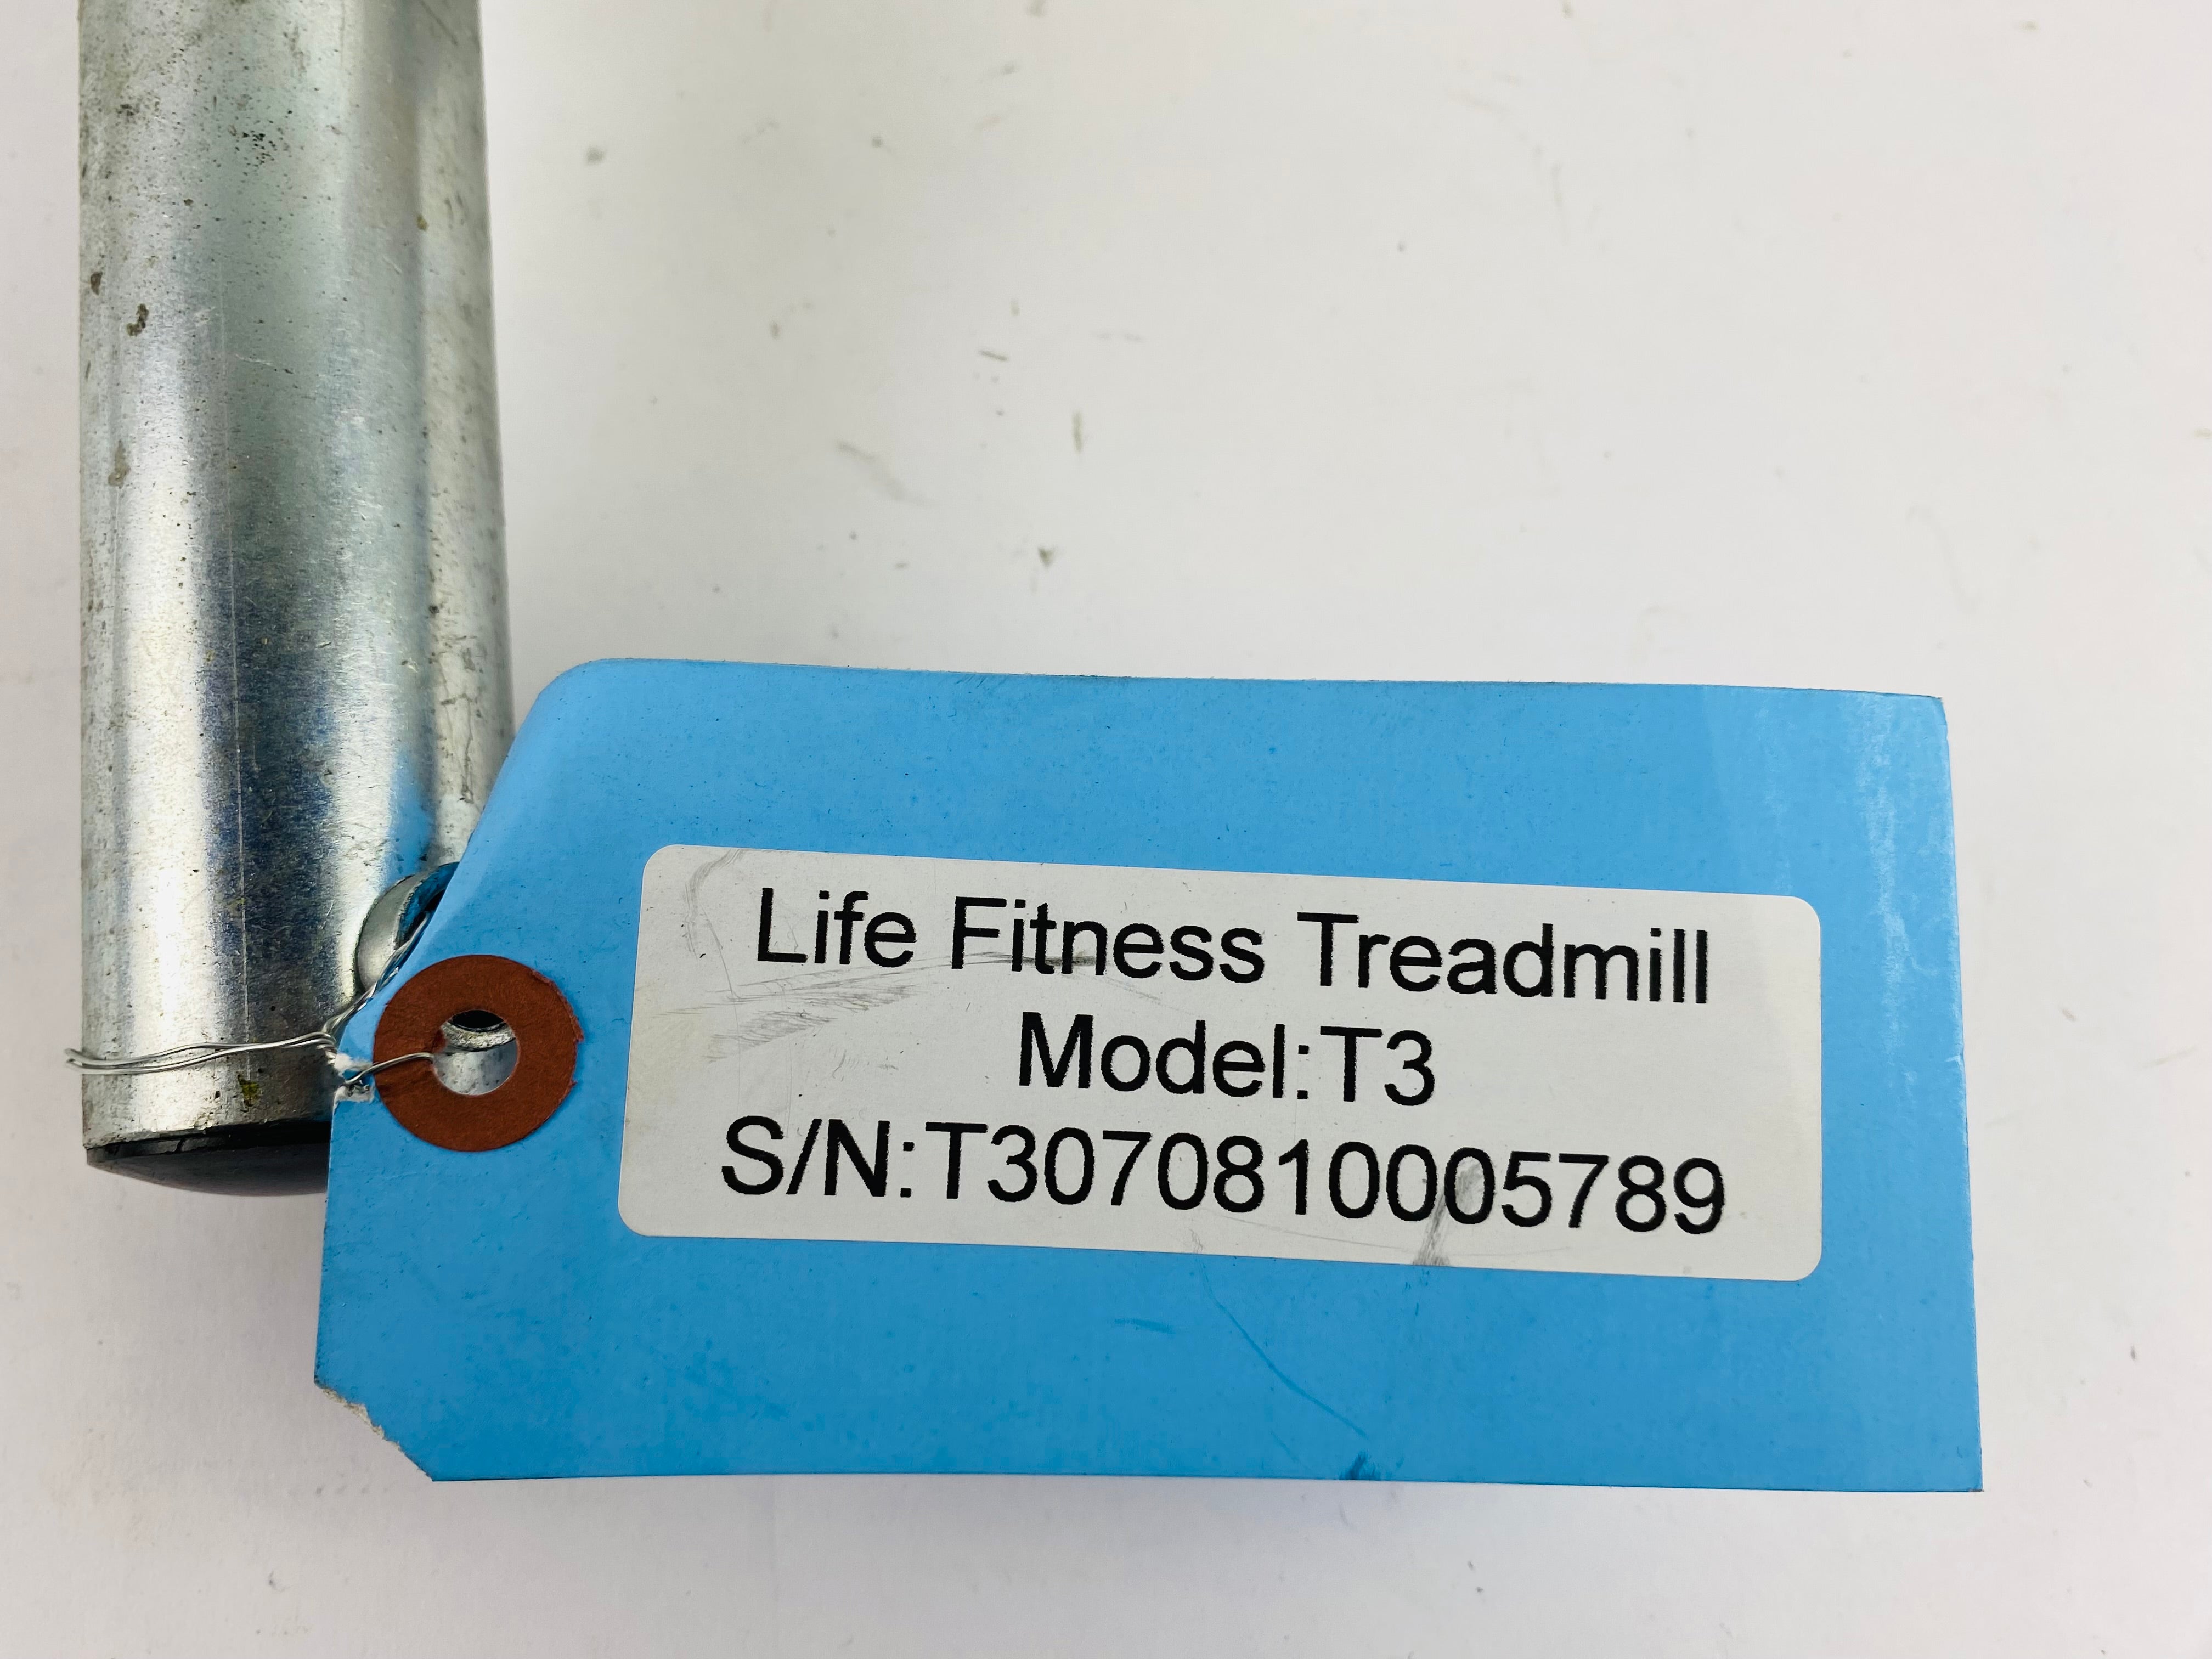 Life Fitness Treadmill
Model:T3
S/N:T3070810005789